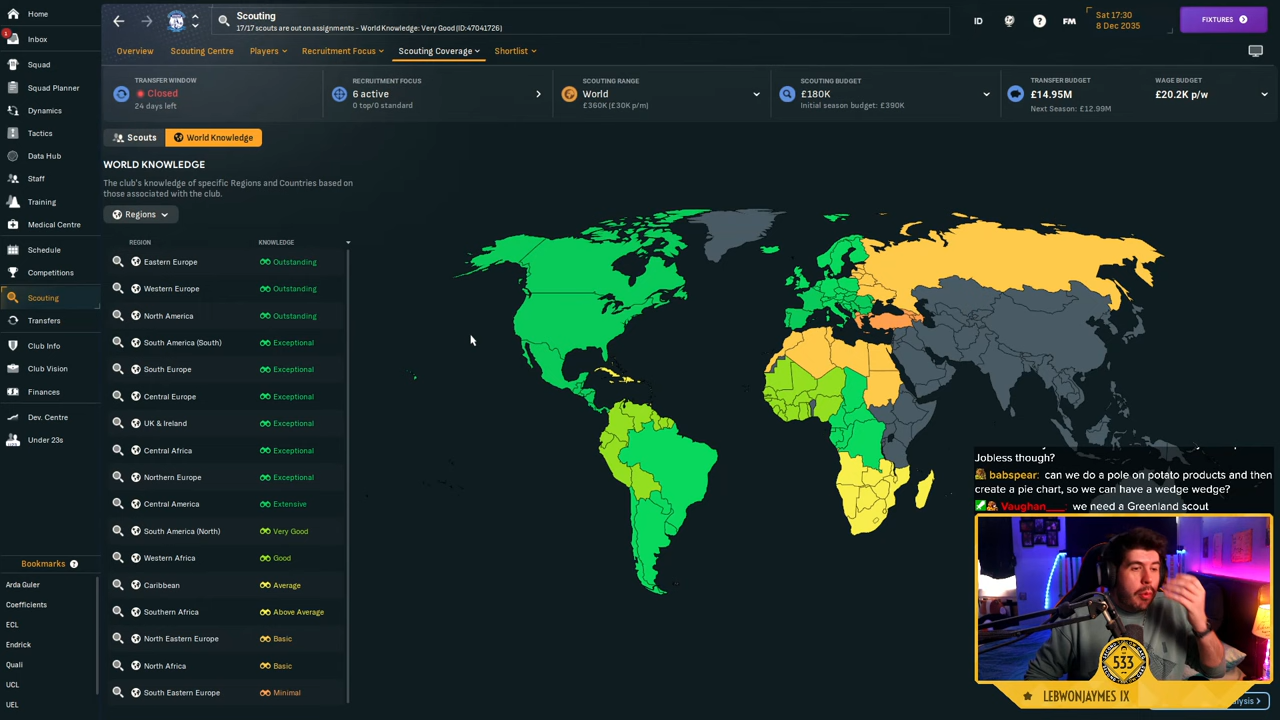 Home
Inbox
1
Squad
Squad Planner
Dynamics
Tactics
Data Hub
Staff
Training
Medical Centre
Schedule
Competitions
Scouting
Transfers
Club Info
Club Vision
Finances
Dev. Centre
Under 23s
Bookmarks ?
Arda Guler
Coefficients
ECL
Endrick
Quali
UCL
UEL
Scouting
17/17 scouts are out on assignments - World Knowledge: Very Good (ID:47041726)
ID
?
FM
Sat 17:30
8 Dec 2035
FIXTURES
Overview
Scouting Centre
Players
Recruitment Focus
Scouting Coverage
Shortlist
TRANSFER WINDOW
Closed
24 days left
RECRUITMENT FOCUS
6 active
0 top/0 standard
SCOUTING RANGE
World
£360K (£30K p/m)
SCOUTING BUDGET
£180K
Initial season budget: £390K
TRANSFER BUDGET
£14.95M
Next Season: £12.99M
WAGE BUDGET
£20.2K p/w
Scouts
World Knowledge
WORLD KNOWLEDGE
The club's knowledge of specific Regions and Countries based on
those associated with the club.
Regions
REGION KNOWLEDGE
Eastern Europe Outstanding
Western Europe Outstanding
North America Outstanding
South America (South) Exceptional
South Europe Exceptional
Central Europe Exceptional
UK & Ireland Exceptional
Central Africa Exceptional
Northern Europe Exceptional
Central America Extensive
South America (North) Very Good
Western Africa Good
Caribbean Average
Southern Africa Above Average
North Eastern Europe Basic
North Africa Basic
South Eastern Europe Minimal
Jobless though?
babspear: can we do a pole on potato products and then
create a pie chart, so we can have a wedge wedge?
Vaughan___: we need a Greenland scout
533
LEBWONJAYMES IX